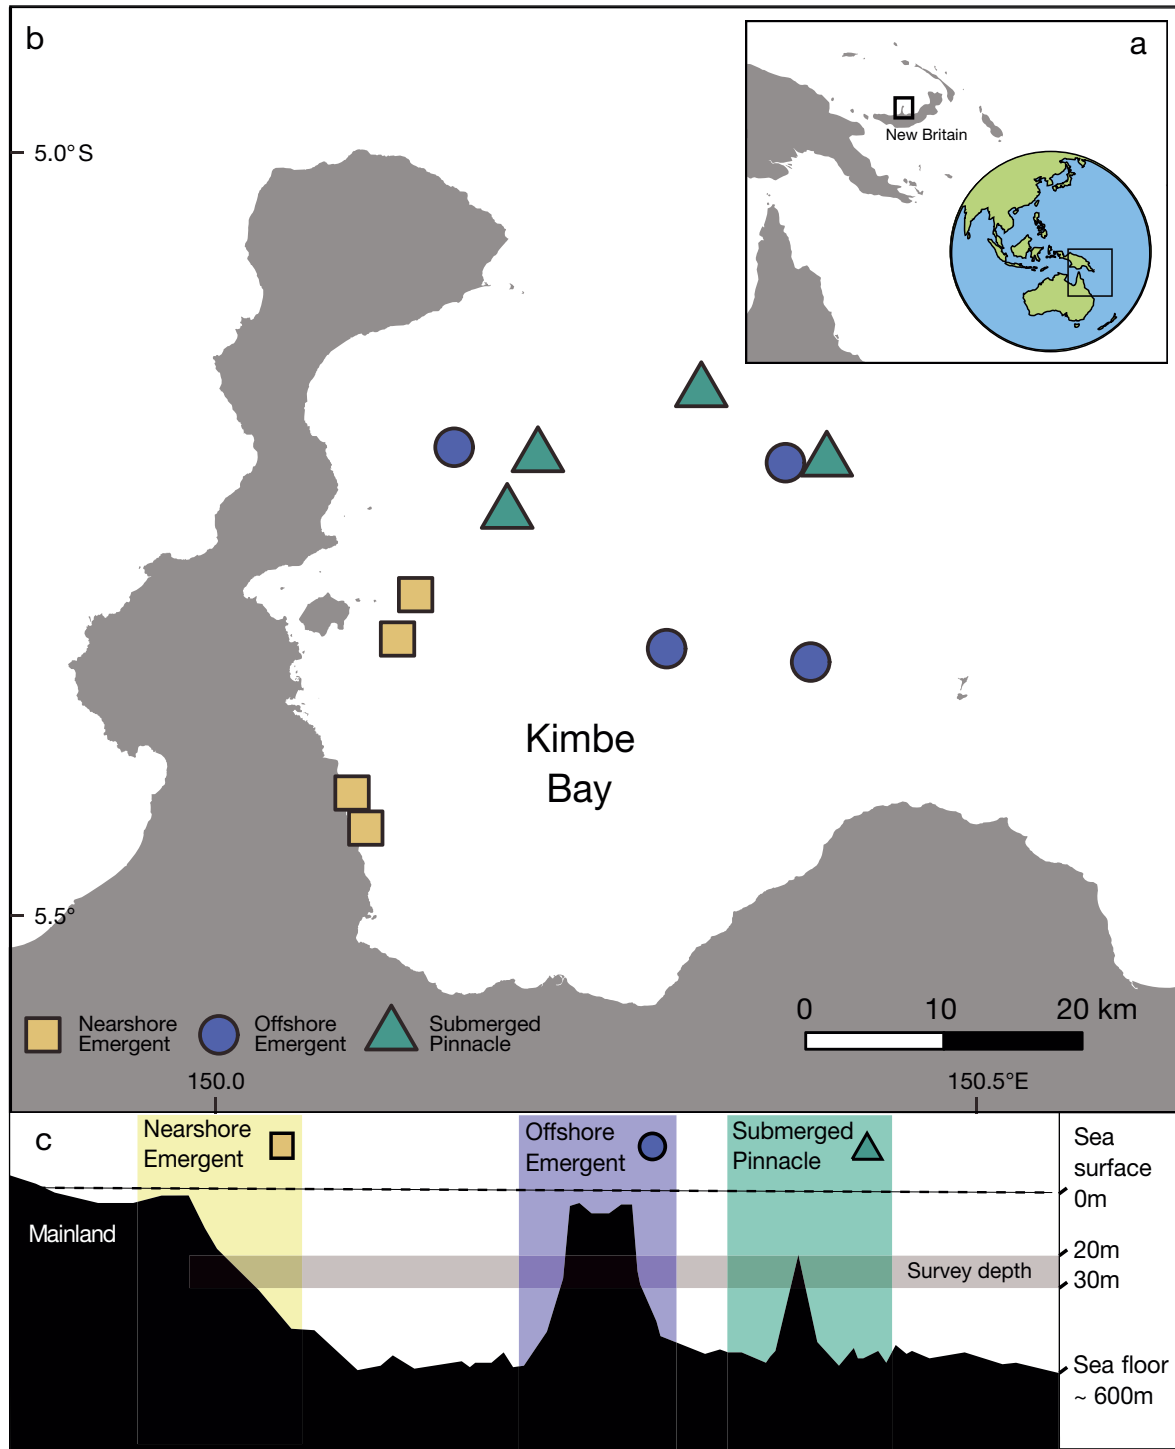 b
a
New Britain
5.0°S
Kimbe
Bay
5.5°
Nearshore
Emergent
Offshore
Emergent
Submerged
Pinnacle
0 10 20 km
150.0
150.5°E
c
Nearshore
Emergent
Offshore
Emergent
Submerged
Pinnacle
Sea
surface
0m
Mainland
20m
Survey depth
30m
Sea floor
~ 600m